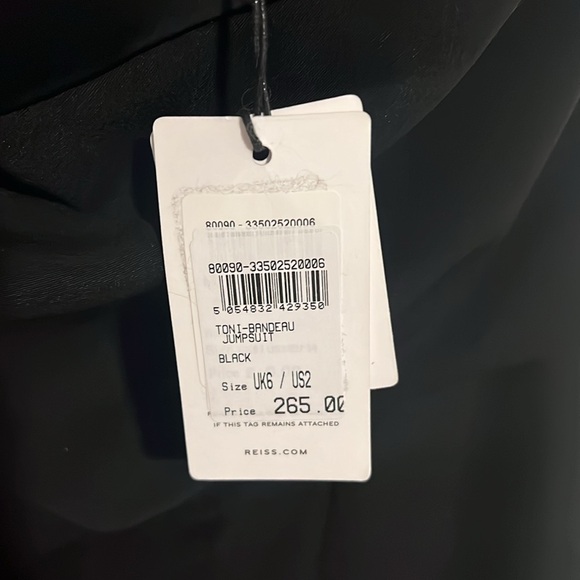 80090-33502520006
80090-33502520006
5 054832 429350
TONI-BANDEAU
JUMPSUIT
BLACK
Size UK6 / US2
Price 265.00
IF THIS TAG REMAINS ATTACHED
REISS.COM